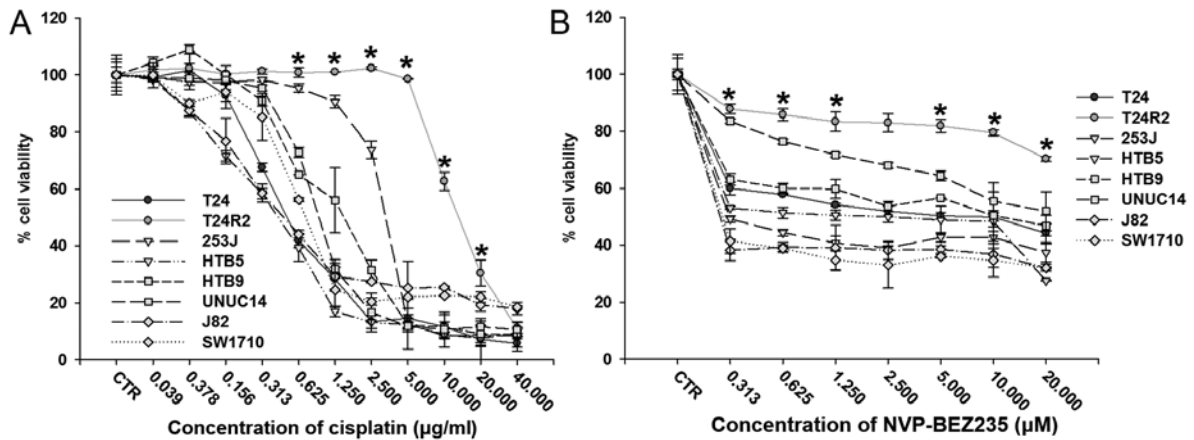 A
120
100
80
60
40
20
0
% cell viability
* * * * * *
T24
T24R2
253J
HTB5
HTB9
UNUC14
J82
SW1710
CTR 0.039 0.378 0.156 0.313 0.625 1.250 2.500 5.000 10.000 20.000 40.000
Concentration of cisplatin (µg/ml)
B
120
100
80
60
40
20
0
% cell viability
* * * * * *
CTR 0.313 0.625 1.250 2.500 5.000 10.000 20.000
Concentration of NVP-BEZ235 (µM)
T24
T24R2
253J
HTB5
HTB9
UNUC14
J82
SW1710